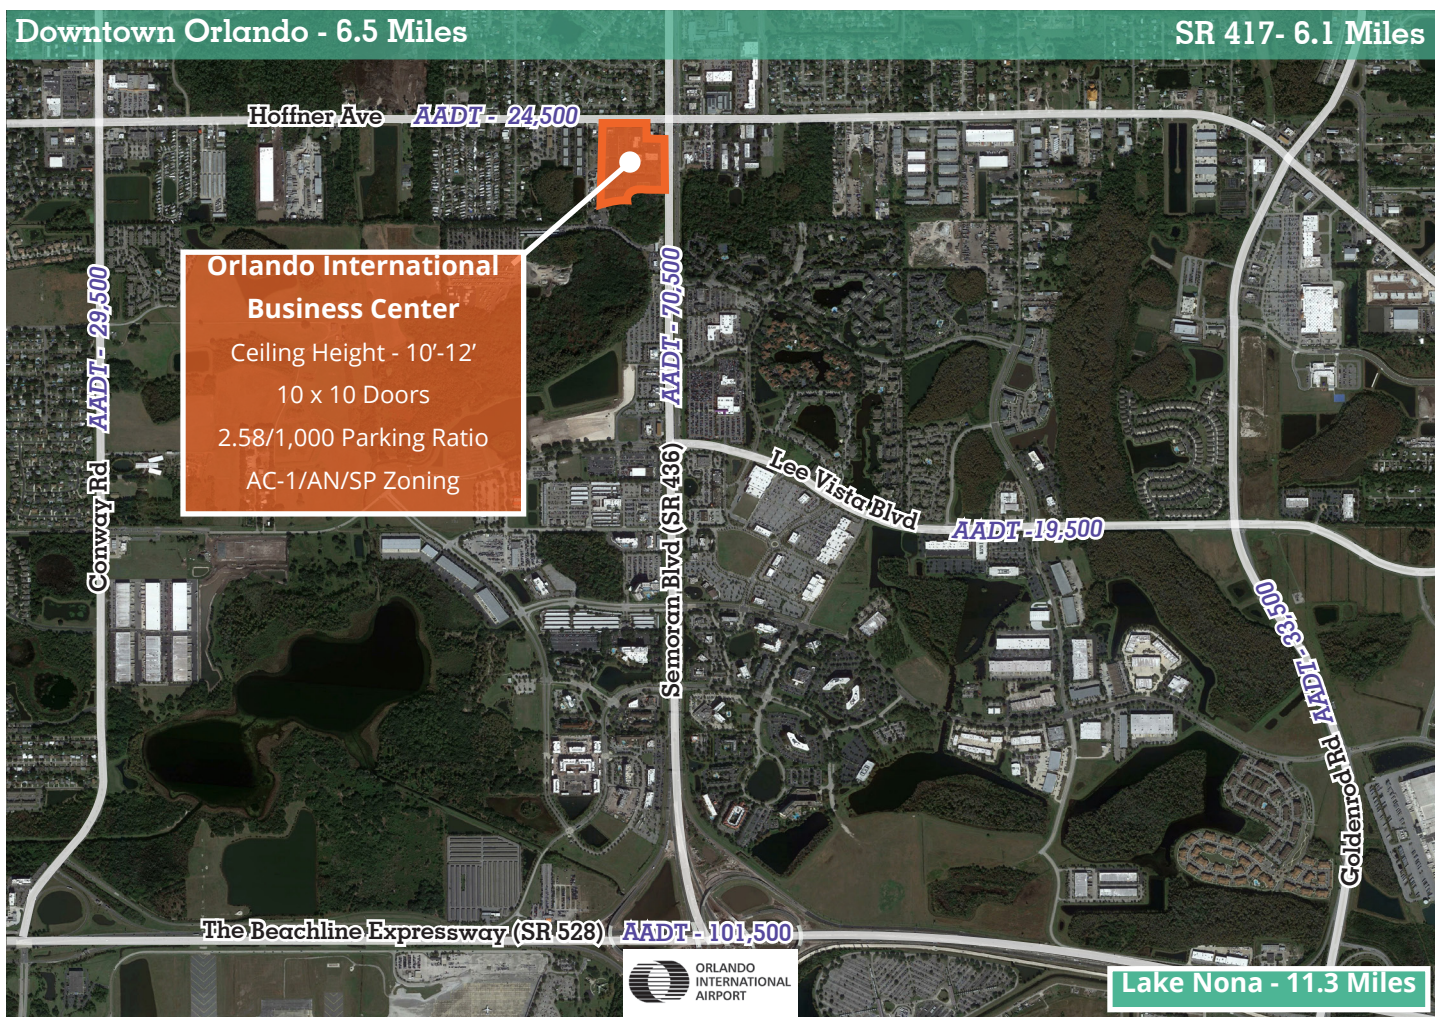 Downtown Orlando - 6.5 Miles
SR 417- 6.1 Miles
Hoffner Ave AADT - 24,500
Orlando International
Business Center
Ceiling Height - 10’-12’
10 x 10 Doors
2.58/1,000 Parking Ratio
AC-1/AN/SP Zoning
AADT - 29,500
Conway Rd
AADT - 70,500
Semoran Blvd (SR 436)
Lee Vista Blvd
AADT -19,500
AADT - 33,500
Goldenrod Rd
The Beachline Expressway (SR 528) AADT - 101,500
ORLANDO
INTERNATIONAL
AIRPORT
Lake Nona - 11.3 Miles